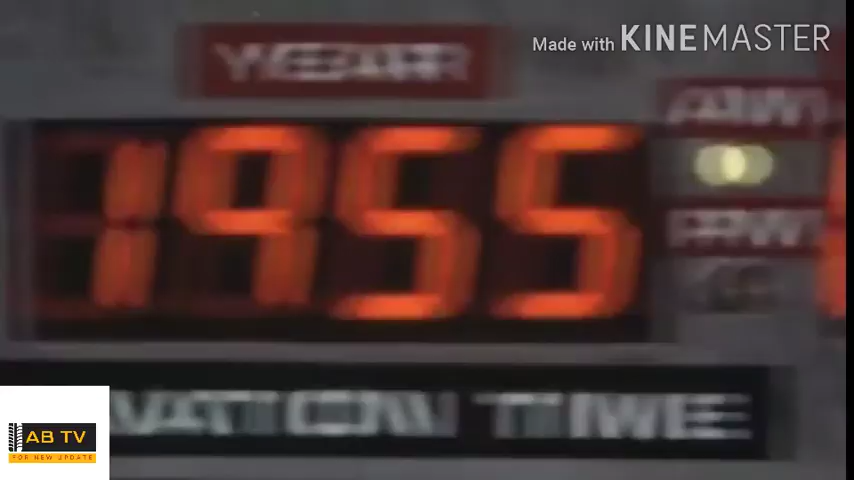 Made with KINEMASTER
YEAR
AM
1955
PM
TIME
AB TV
FOR NEW UPDATE